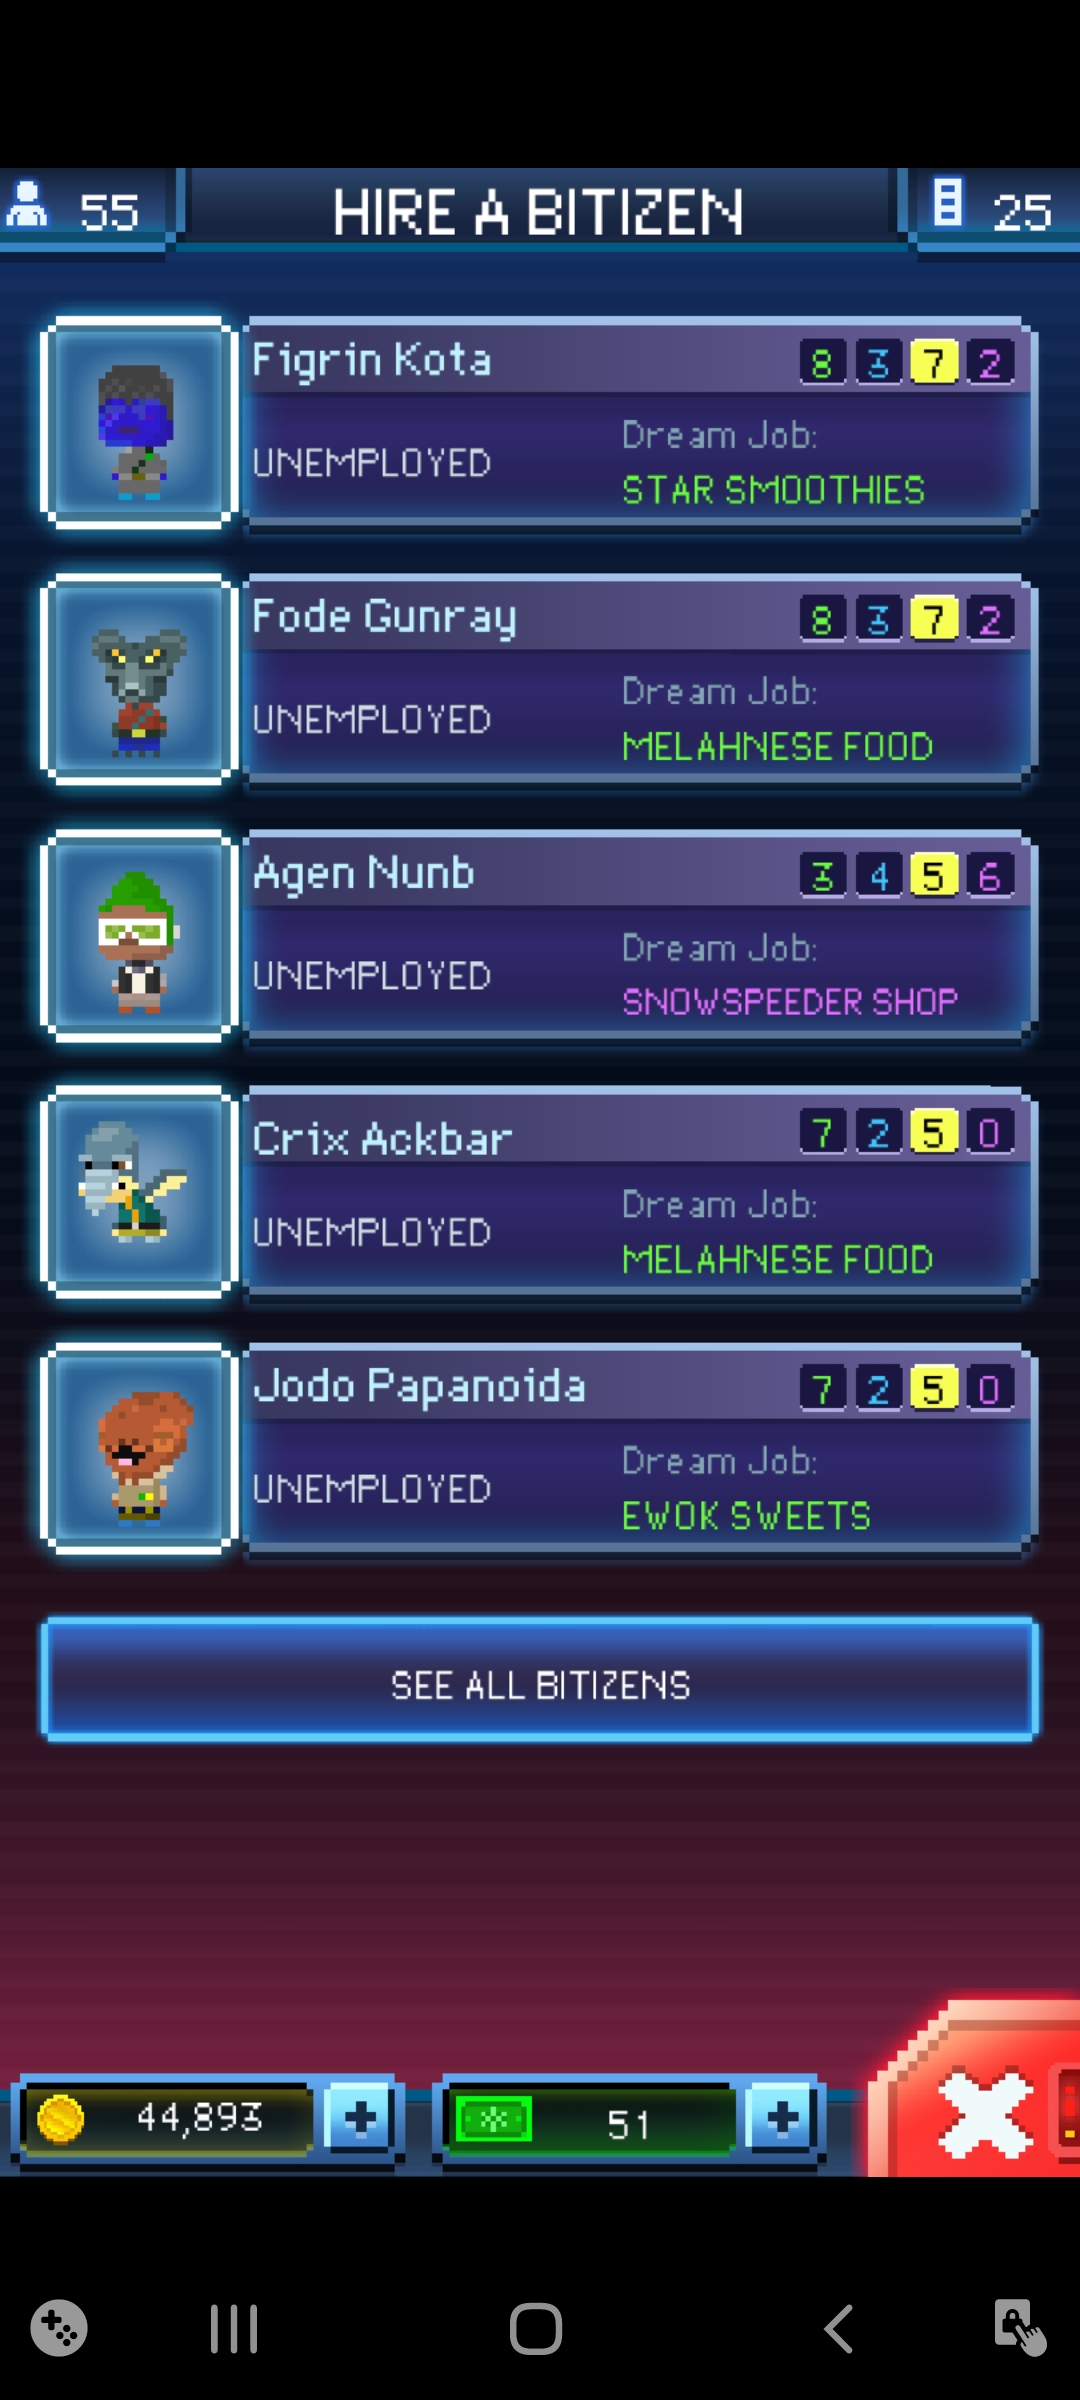 55
HIRE A BITIZEN
25
Figrin Kota
8 3 7 2
UNEMPLOYED
Dream Job:
STAR SMOOTHIES
Fode Gunray
8 3 7 2
UNEMPLOYED
Dream Job:
MELAHNESE FOOD
Agen Nunb
3 4 5 6
UNEMPLOYED
Dream Job:
SNOWSPEEDER SHOP
Crix Ackbar
7 2 5 0
UNEMPLOYED
Dream Job:
MELAHNESE FOOD
Jodo Papanoida
7 2 5 0
UNEMPLOYED
Dream Job:
EWOK SWEETS
SEE ALL BITIZENS
44,893
51